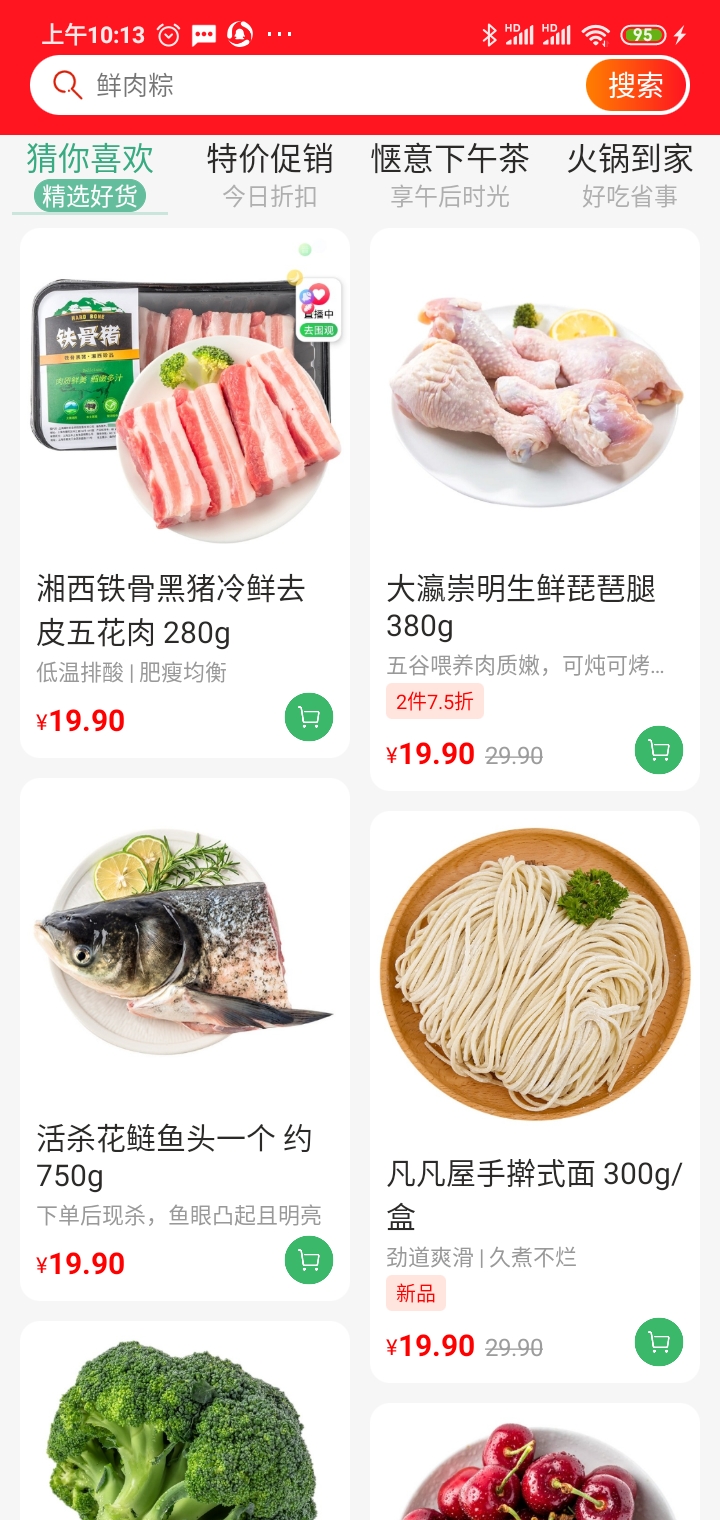 上午10:13
HD
HD
95
鲜肉粽
搜索
猜你喜欢
特价促销
惬意下午茶
火锅到家
精选好货
今日折扣
享午后时光
好吃省事
HARD BONE
铁骨猪
直播中
去围观
湘西铁骨黑猪冷鲜去
皮五花肉 280g
低温排酸 | 肥瘦均衡
¥19.90
大瀛崇明生鲜琵琶腿
380g
五谷喂养肉质嫩，可炖可烤...
2件7.5折
¥19.90 29.90
活杀花鲢鱼头一个 约
750g
下单后现杀，鱼眼凸起且明亮
¥19.90
凡凡屋手擀式面 300g/
盒
劲道爽滑 | 久煮不烂
新品
¥19.90 29.90